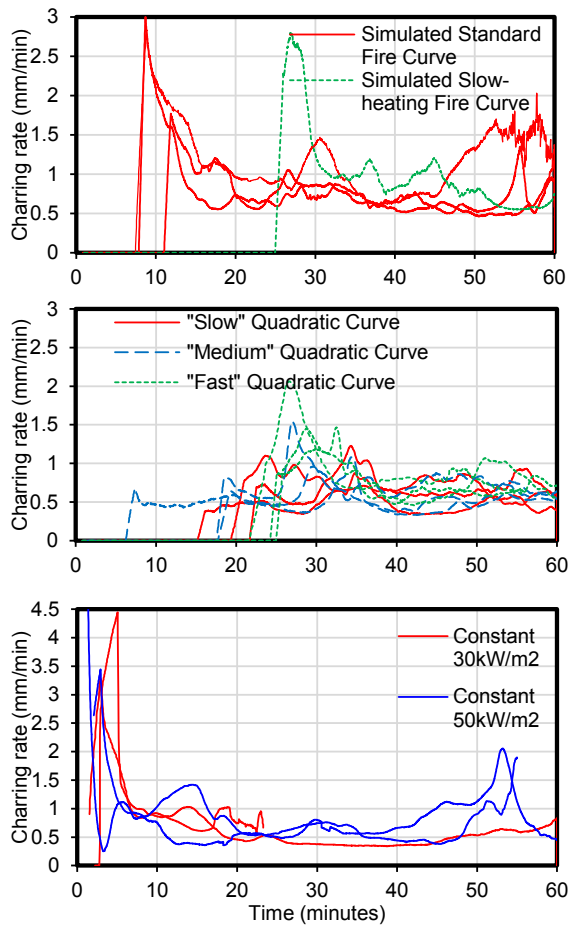 3
2.5
2
1.5
1
0.5
0
Charring rate (mm/min)
Simulated Standard
Fire Curve
Simulated Slow-
heating Fire Curve
0 10 20 30 40 50 60
3
2
1
0.5
0
Charring rate (mm/min)
"Slow" Quadratic Curve
"Medium" Quadratic Curve
"Fast" Quadratic Curve
0 10 20 30 40 50 60
4.5
4
3.5
3
2.5
2
1.5
1
0.5
0
Charring rate (mm/min)
Constant
30kW/m2
Constant
50kW/m2
0 10 20 30 40 50 60
Time (minutes)